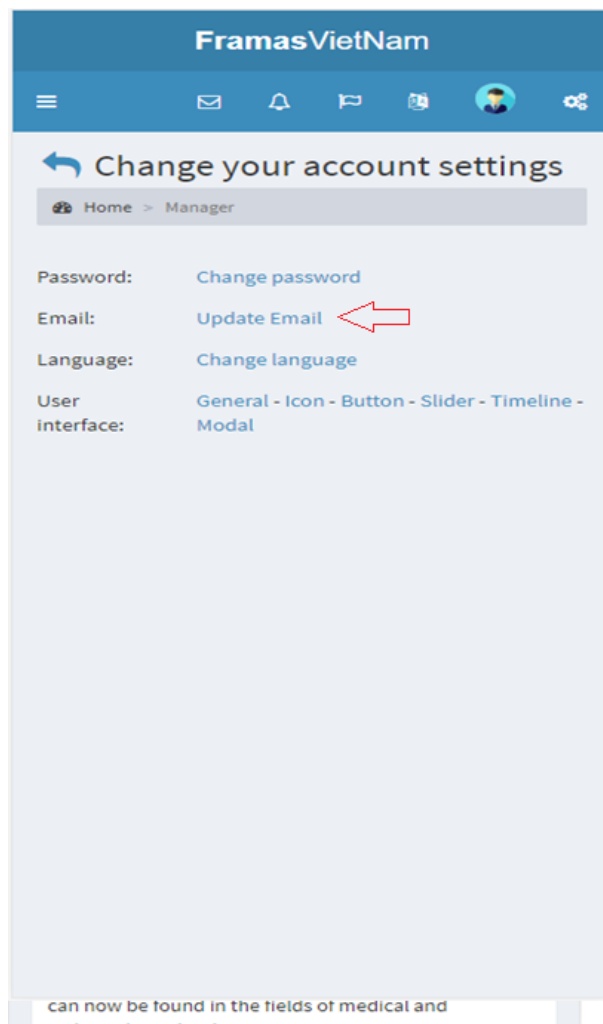 FramasVietNam
Change your account settings
Home > Manager
Password: Change password
Email: Update Email
Language: Change language
User General - Icon - Button - Slider - Timeline -
interface: Modal
can now be found in the fields of medical and